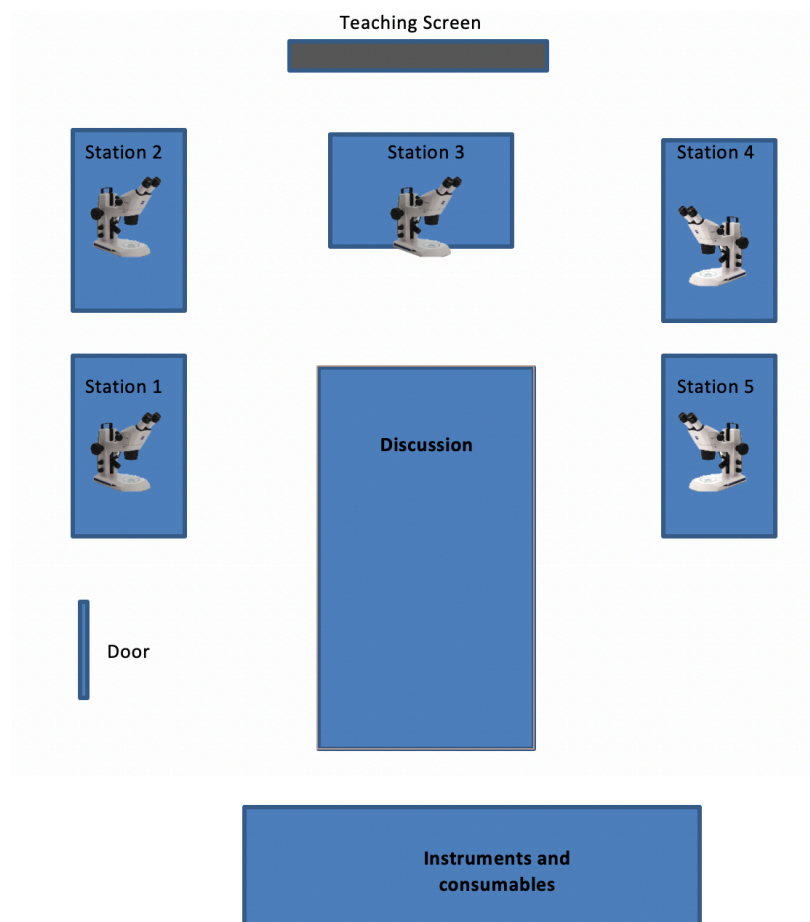 Teaching Screen
Station 2
Station 3
Station 4
Station 1
Station 5
Discussion
Door
Instruments and
consumables